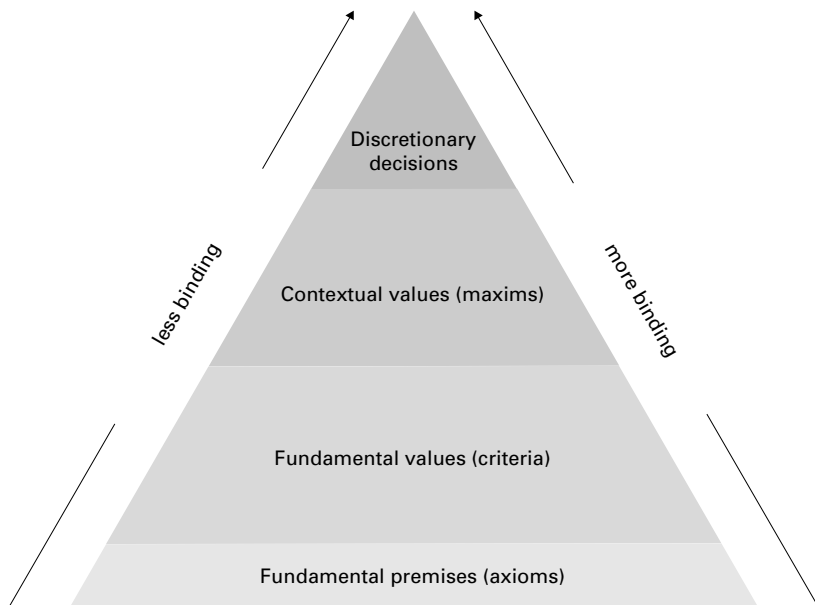 Discretionary
decisions
less binding
Contextual values (maxims)
more binding
Fundamental values (criteria)
Fundamental premises (axioms)